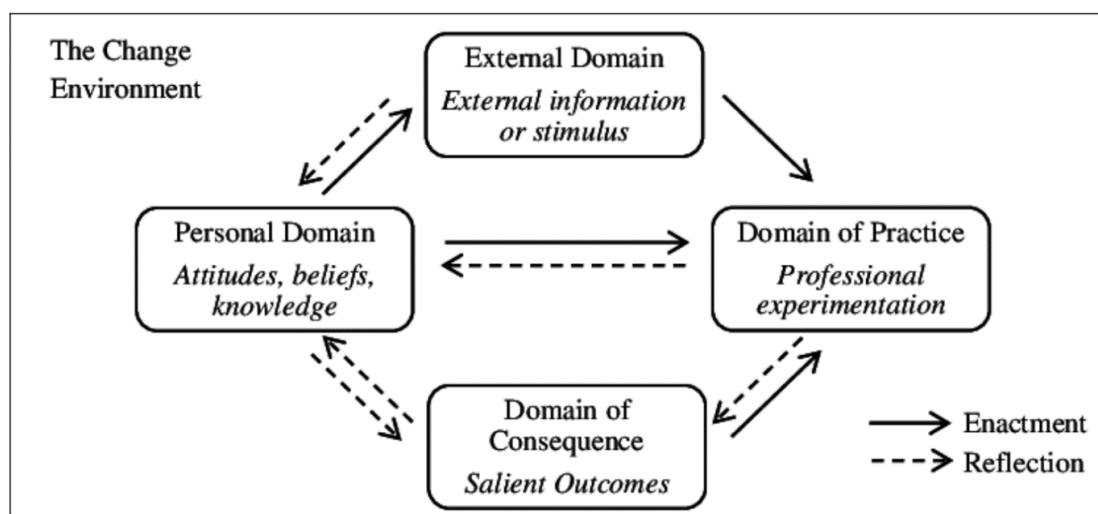 The Change
Environment
External Domain
External information
or stimulus
Personal Domain
Attitudes, beliefs,
knowledge
Domain of Practice
Professional
experimentation
Domain of
Consequence
Salient Outcomes
Enactment
Reflection